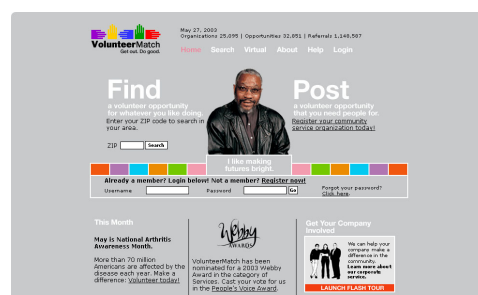 May 27, 2003
Organizations 25,095 | Opportunities 32,851 | Referrals 1,148,587
VolunteerMatch
Get out. Do good.
Home Search Virtual About Help Login
Find
a volunteer opportunity
for whatever you like doing.
Enter your ZIP code to search in
your area.
ZIP Search
Post
a volunteer opportunity
that you need people for.
Register your community
service organization today!
I like making
futures bright.
Already a member? Login below! Not a member? Register now!
Username Password Go
Forgot your password?
Click here.
This Month
May is National Arthritis
Awareness Month.
More than 70 million
Americans are affected by the
disease each year. Make a
difference: Volunteer today!
Webby
AWARDS
VolunteerMatch has been
nominated for a 2003 Webby
Award in the category of
Services. Cast your vote for us
in the People's Voice Award.
Get Your Company
Involved
We can help your
company make a
difference in the
community.
Learn more about
our corporate
service.
LAUNCH FLASH TOUR